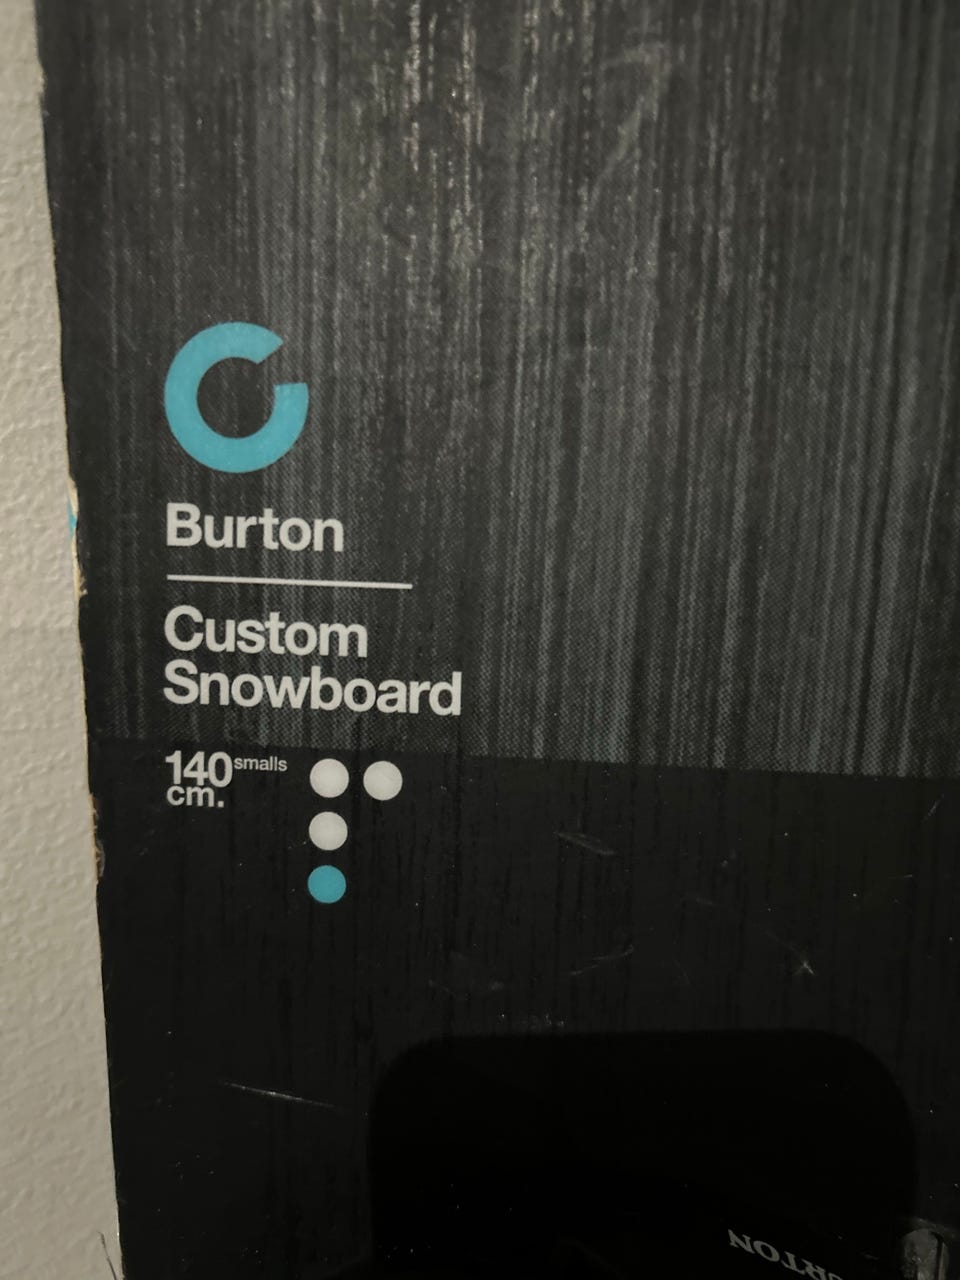 Burton
Custom
Snowboard
140 smalls
cm.